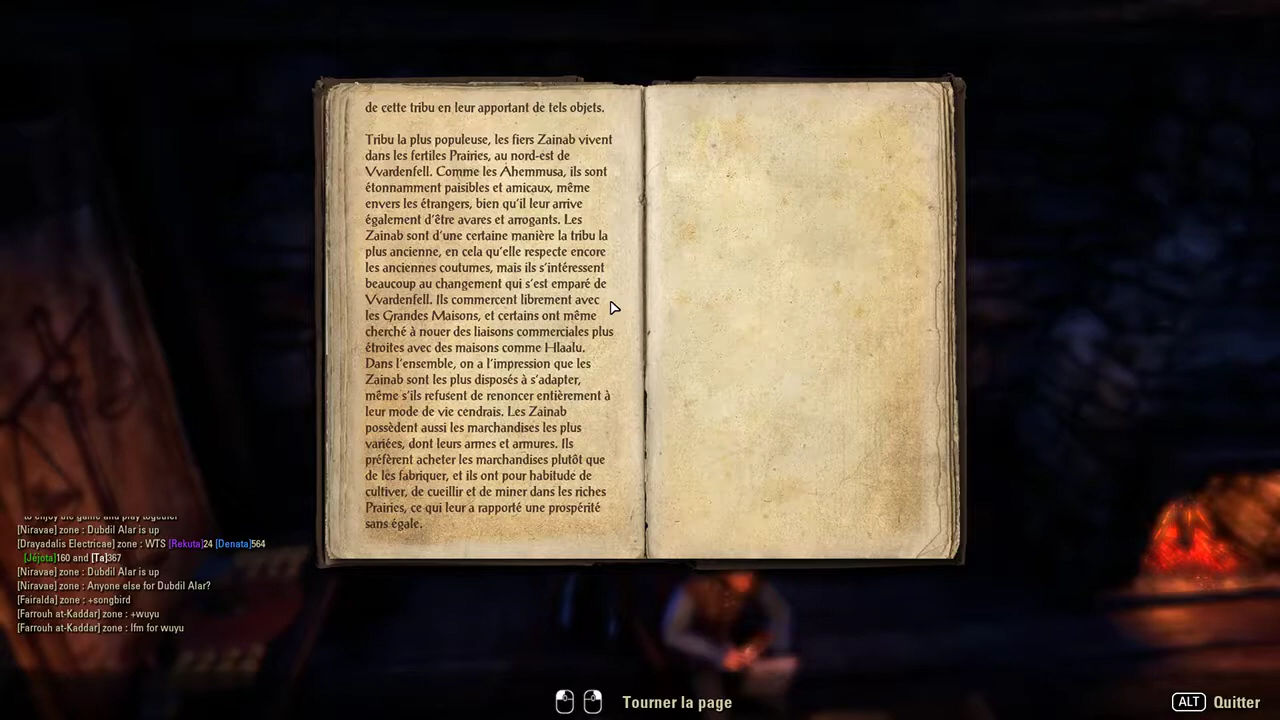 de cette tribu en leur apportant de tels objets.
Tribu la plus populeuse, les fiers Zainab vivent
dans les fertiles Prairies, au nord-est de
Vvardenfell. Comme les Ahemmusa, ils sont
étonnamment paisibles et amicaux, même
envers les étrangers, bien qu'il leur arrive
également d'être avares et arrogants. Les
Zainab sont d'une certaine manière la tribu la
plus ancienne, en cela qu'elle respecte encore
les anciennes coutumes, mais ils s'intéressent
beaucoup au changement qui s'est emparé de
Vvardenfell. Ils commercent librement avec
les Grandes Maisons, et certains ont même
cherché à nouer des liaisons commerciales plus
étroites avec des maisons comme Hlaalu.
Dans l'ensemble, on a l'impression que les
Zainab sont les plus disposés à s'adapter,
même s'ils refusent de renoncer entièrement à
leur mode de vie cendrais. Les Zainab
possèdent aussi les marchandises les plus
variées, dont leurs armes et armures. Ils
préfèrent acheter les marchandises plutôt que
de les fabriquer, et ils ont pour habitude de
cultiver, de cueillir et de miner dans les riches
Prairies, ce qui leur a rapporté une prospérité
sans égale.
to enjoy the game and play together
[Niravae] zone : Dubdil Alar is up
[Drayadalis Electricae] zone : WTS [Rekuta]24 [Denata]564
[Jejota]160 and [Ta]367
[Niravae] zone : Dubdil Alar is up
[Niravae] zone : Anyone else for Dubdil Alar?
[Fairalda] zone : +songbird
[Farrouh at-Kaddar] zone : +wuyu
[Farrouh at-Kaddar] zone : lfm for wuyu
Tourner la page
ALT Quitter